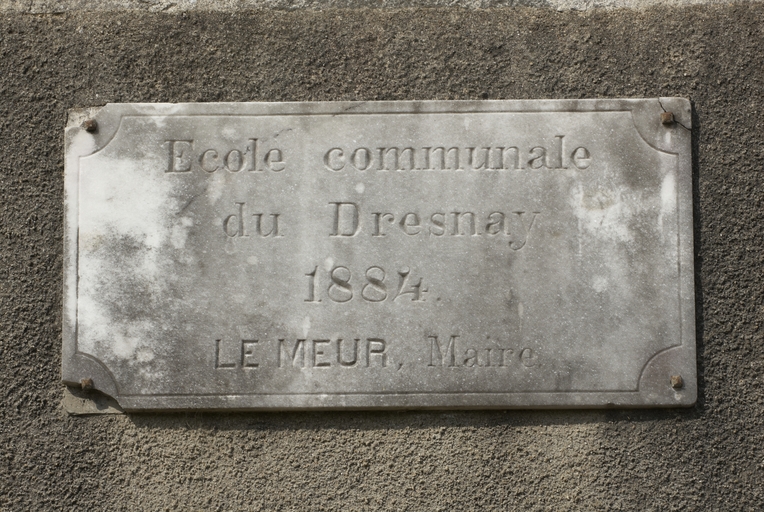 Ecole communale
du Dresnay
1884.
LE MEUR, Maire